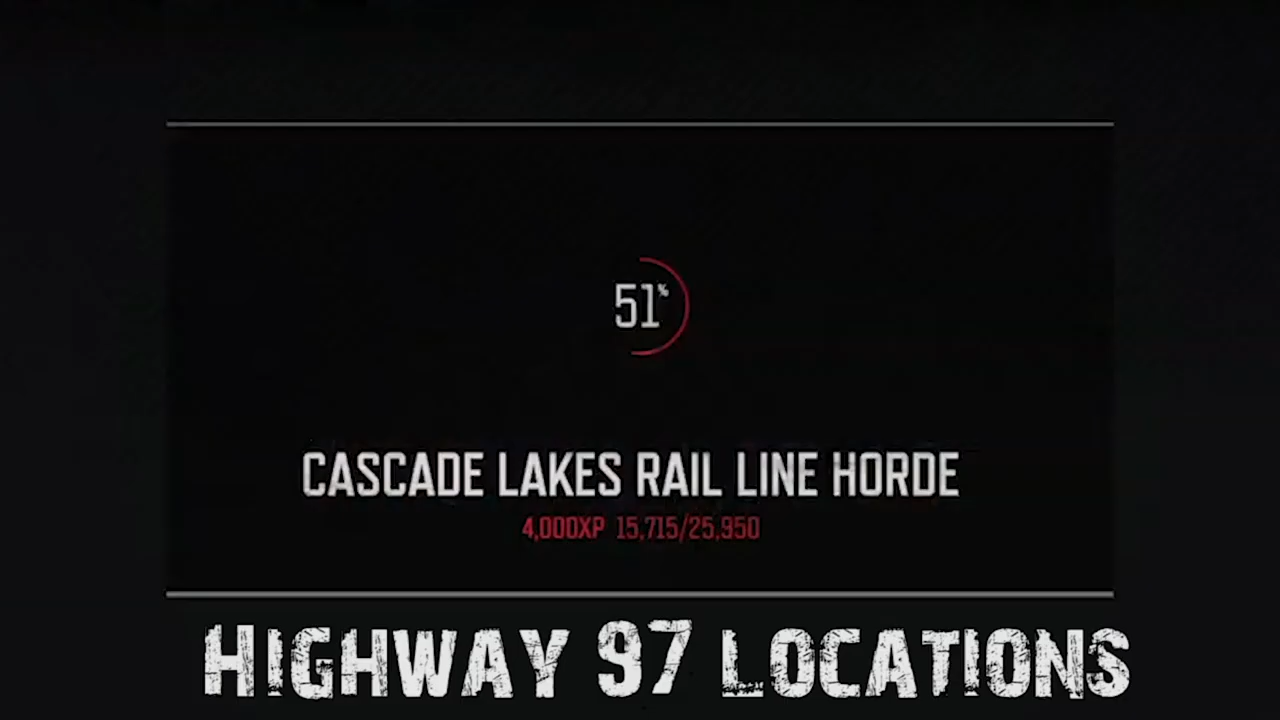 51%
CASCADE LAKES RAIL LINE HORDE
4,000XP 15,715/25,950
HIGHWAY 97 LOCATIONS